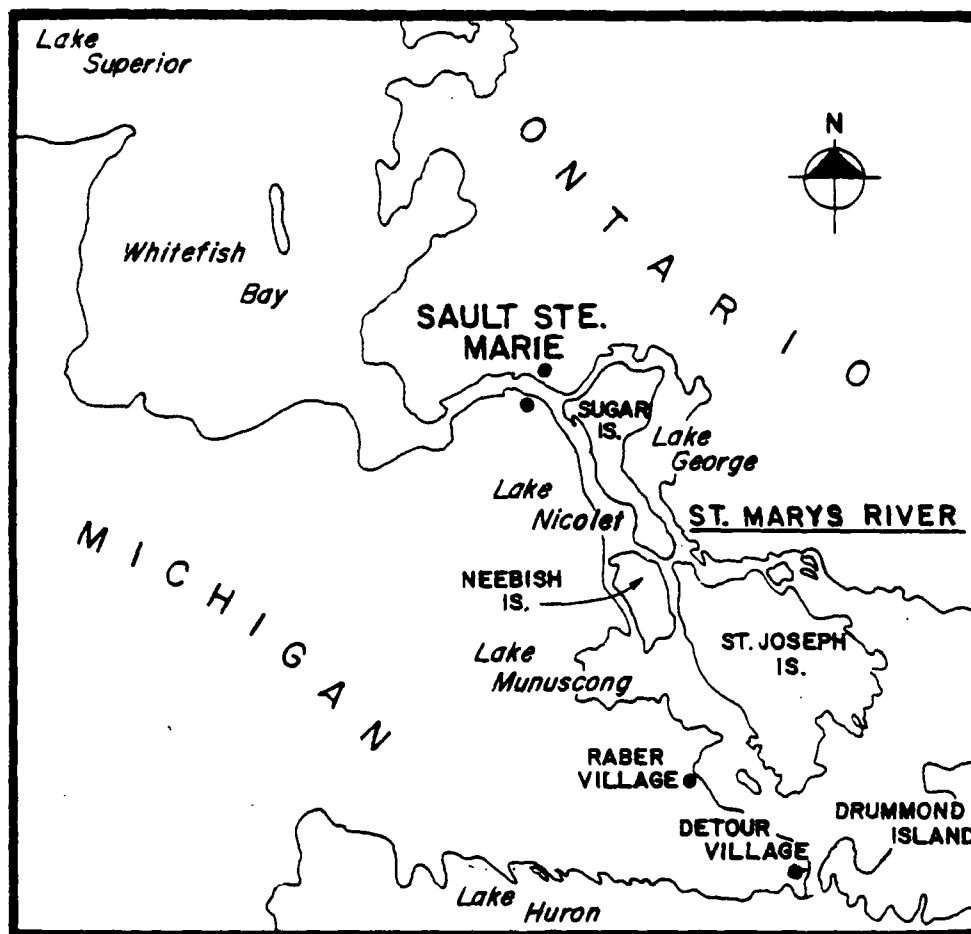 Lake
Superior
ONTARIO
N
Whitefish
Bay
SAULT STE.
MARIE
SUGAR
IS.
Lake
George
Lake
Nicolet
ST. MARYS RIVER
MICHIGAN
NEEBISH
IS.
ST. JOSEPH
IS.
Lake
Munuscong
RABER
VILLAGE
DRUMMOND
ISLAND
DETOUR
VILLAGE
Lake
Huron